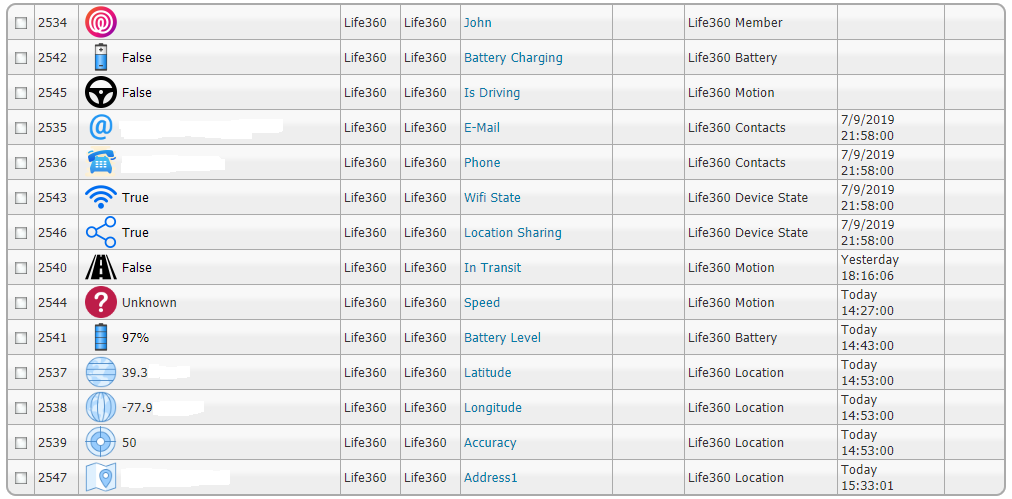 2534 Life360 Life360 John Life360 Member
2542 False Life360 Life360 Battery Charging Life360 Battery
2545 False Life360 Life360 Is Driving Life360 Motion
2535 Life360 Life360 E-Mail Life360 Contacts 7/9/2019
21:58:00
2536 Life360 Life360 Phone Life360 Contacts 7/9/2019
21:58:00
2543 True Life360 Life360 Wifi State Life360 Device State 7/9/2019
21:58:00
2546 True Life360 Life360 Location Sharing Life360 Device State 7/9/2019
21:58:00
2540 False Life360 Life360 In Transit Life360 Motion Yesterday
18:16:06
2544 Unknown Life360 Life360 Speed Life360 Motion Today
14:27:00
2541 97% Life360 Life360 Battery Level Life360 Battery Today
14:43:00
2537 39.3 Life360 Life360 Latitude Life360 Location Today
14:53:00
2538 -77.9 Life360 Life360 Longitude Life360 Location Today
14:53:00
2539 50 Life360 Life360 Accuracy Life360 Location Today
14:53:00
2547 Life360 Life360 Address1 Life360 Location Today
15:33:01